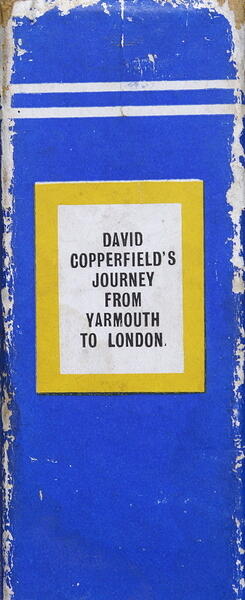 DAVID
COPPERFIELD'S
JOURNEY
FROM
YARMOUTH
TO LONDON.